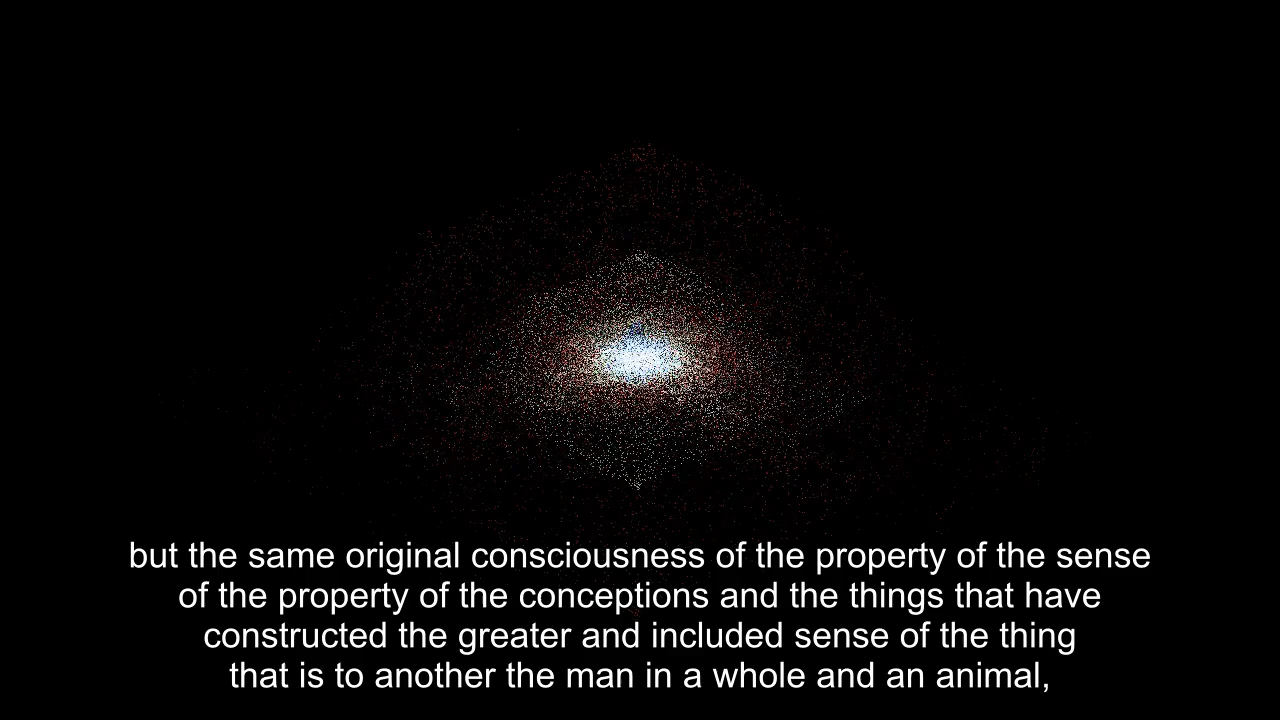 but the same original consciousness of the property of the sense
of the property of the conceptions and the things that have
constructed the greater and included sense of the thing
that is to another the man in a whole and an animal,